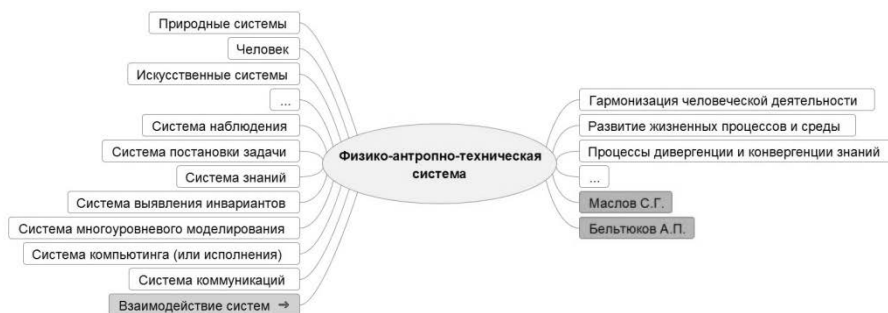 Природные системы
Человек
Искусственные системы
...
Система наблюдения
Система постановки задачи
Система знаний
Система выявления инвариантов
Система многоуровневого моделирования
Система компьютинга (или исполнения)
Система коммуникаций
Взаимодействие систем ➔
Физико-антропно-техническая
система
Гармонизация человеческой деятельности
Развитие жизненных процессов и среды
Процессы дивергенции и конвергенции знаний
...
Маслов С.Г.
Бельтюков А.П.